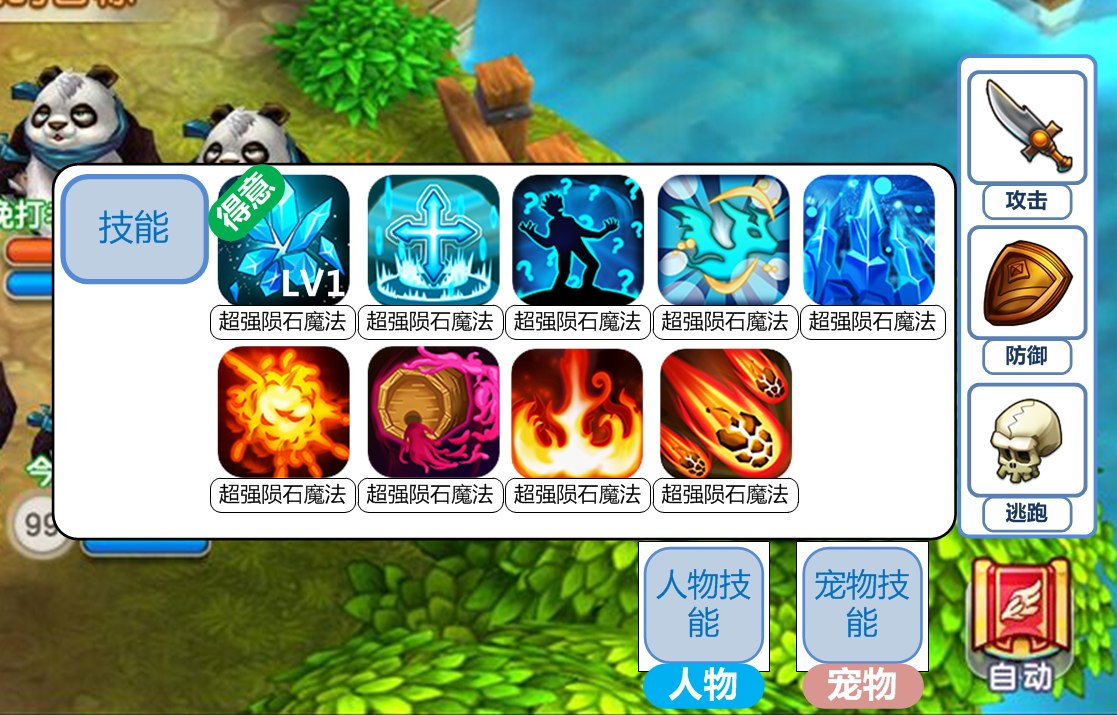 技能
得意
LV1
超强陨石魔法
超强陨石魔法
超强陨石魔法
超强陨石魔法
超强陨石魔法
超强陨石魔法
超强陨石魔法
超强陨石魔法
超强陨石魔法
攻击
防御
逃跑
今
99
人物技
能
人物
宠物技
能
宠物
自动